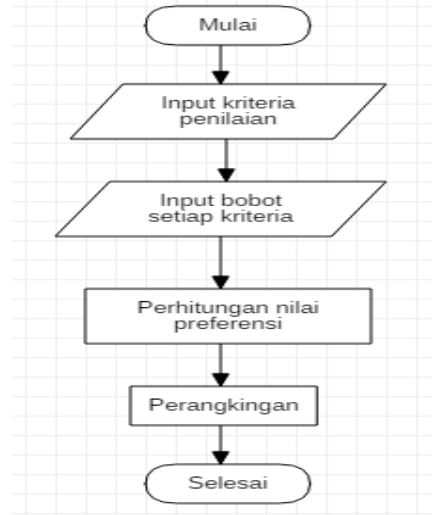 Mulai
Input kriteria
penilaian
Input bobot
setiap kriteria
Perhitungan nilai
preferensi
Perangkingan
Selesai